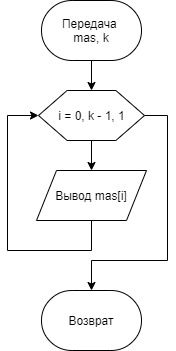 Передача
mas, k
i = 0, k - 1, 1
Вывод mas[i]
Возврат